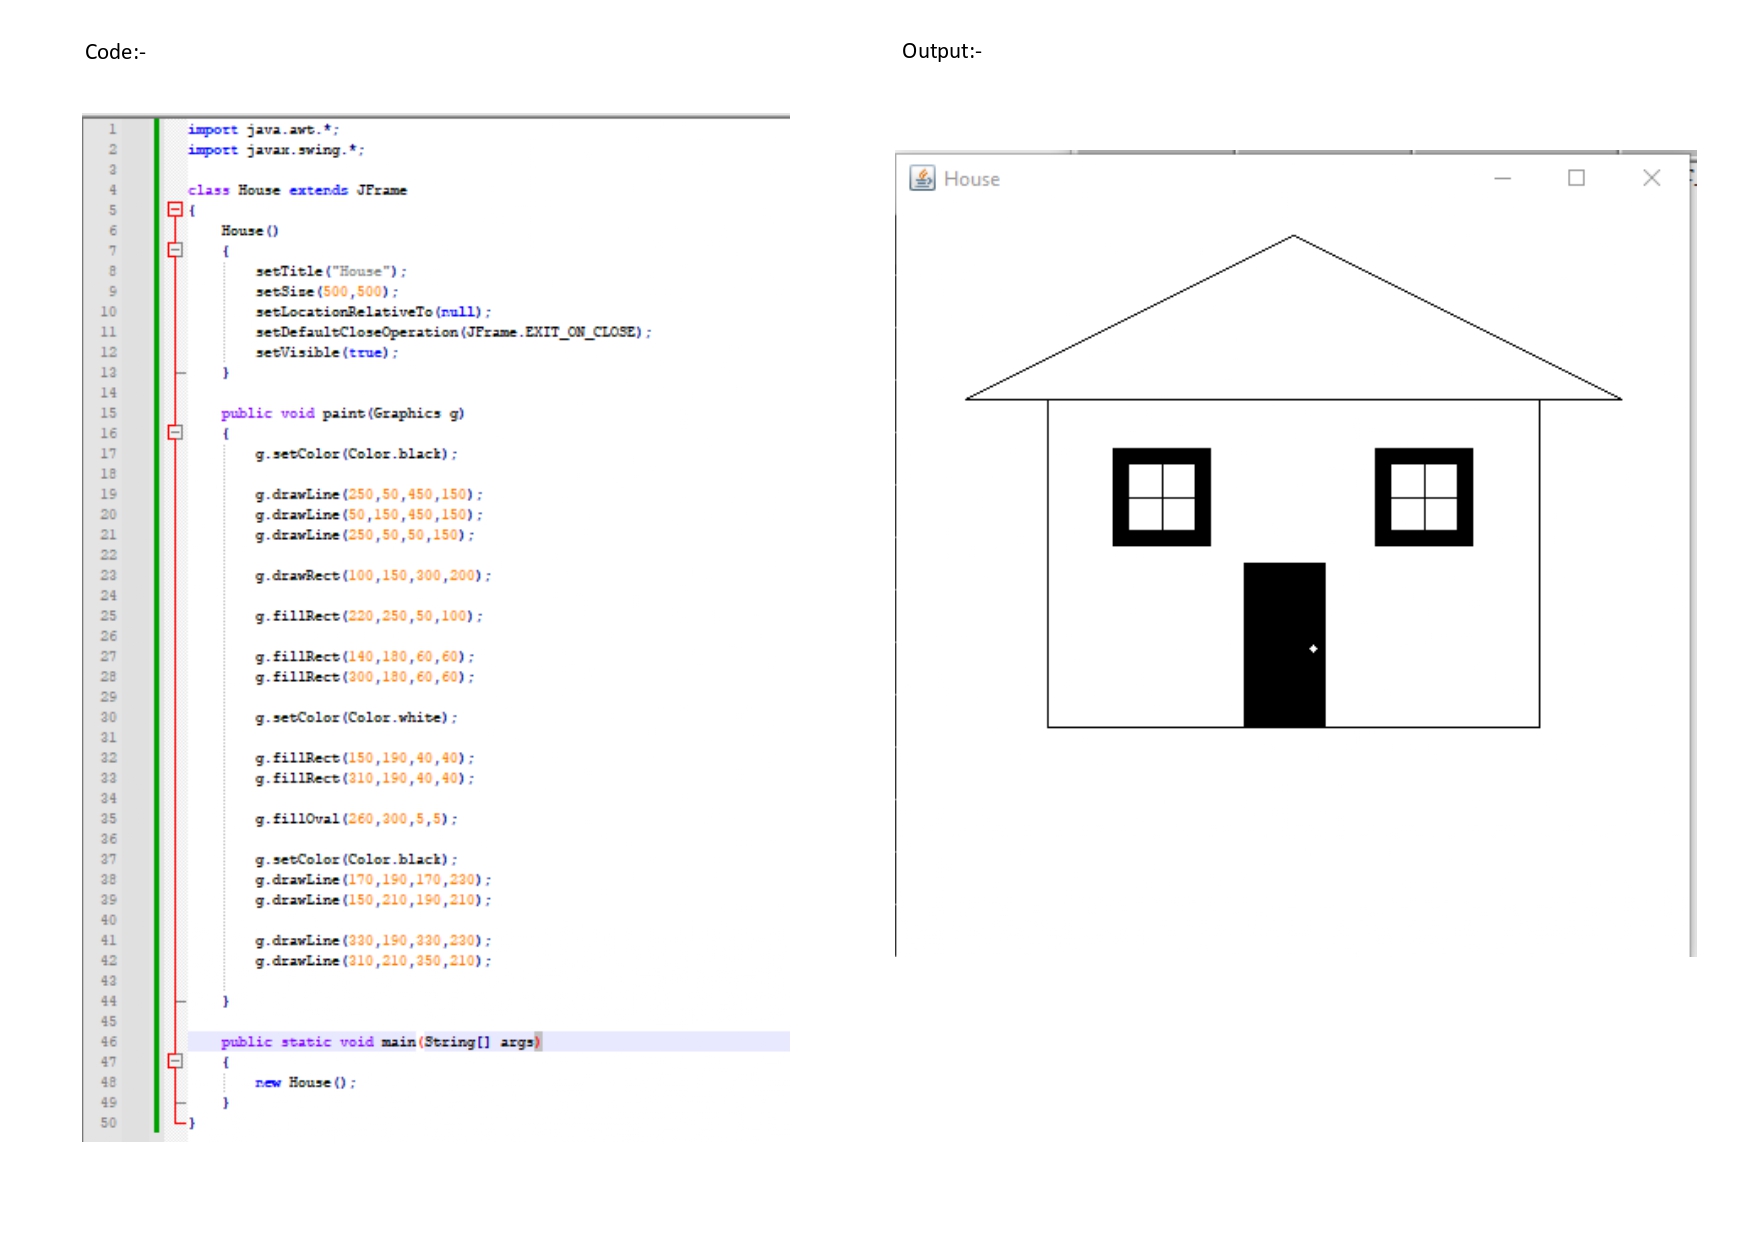 Code:-
1 import java.awt.*;
2 import javax.swing.*;
3
4 class House extends JFrame
5 {
6 House()
7 {
8 setTitle("House");
9 setSize(500,500);
10 setLocationRelativeTo(null);
11 setDefaultCloseOperation(JFrame.EXIT_ON_CLOSE);
12 setVisible(true);
13 }
14
15 public void paint(Graphics g)
16 {
17 g.setColor(Color.black);
18
19 g.drawLine(250,50,450,150);
20 g.drawLine(50,150,450,150);
21 g.drawLine(250,50,50,150);
22
23 g.drawRect(100,150,300,200);
24
25 g.fillRect(220,250,50,100);
26
27 g.fillRect(140,180,60,60);
28 g.fillRect(300,180,60,60);
29
30 g.setColor(Color.white);
31
32 g.fillRect(150,190,40,40);
33 g.fillRect(310,190,40,40);
34
35 g.fillOval(260,300,5,5);
36
37 g.setColor(Color.black);
38 g.drawLine(170,190,170,230);
39 g.drawLine(150,210,190,210);
40
41 g.drawLine(330,190,330,230);
42 g.drawLine(310,210,350,210);
43
44 }
45
46 public static void main(String[] args)
47 {
48 new House();
49 }
50 }
Output:-
House